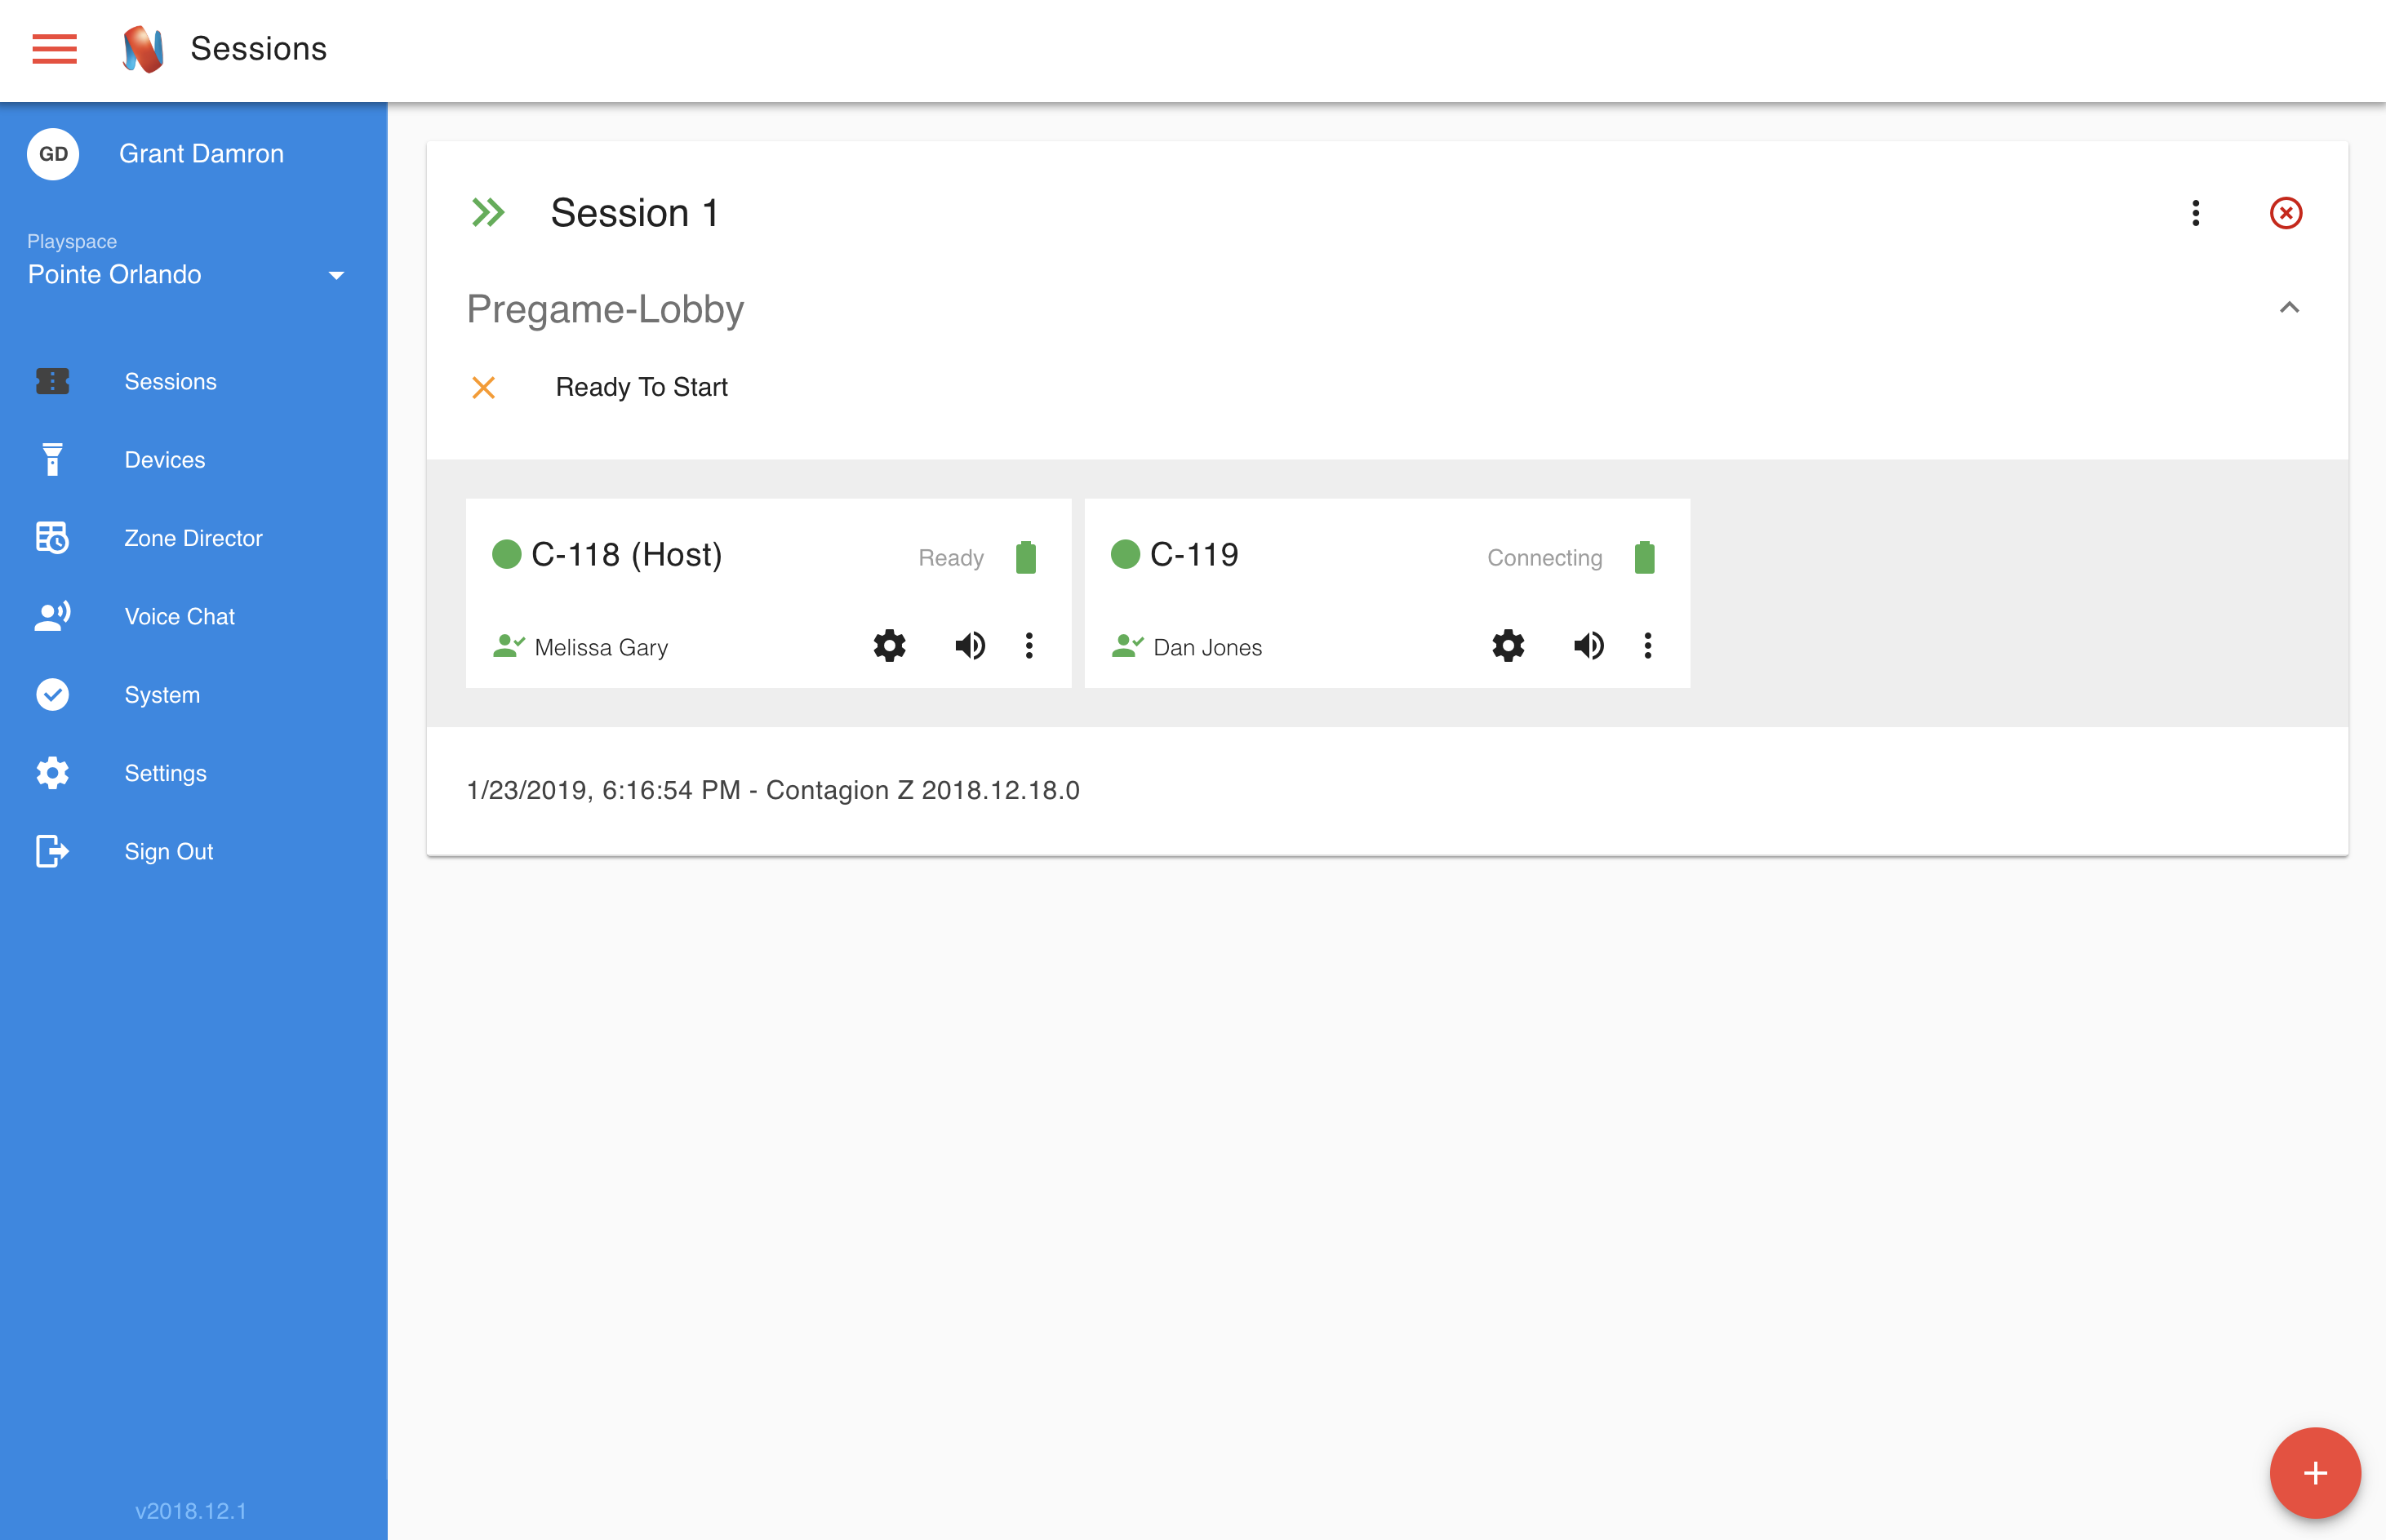 Sessions
GD
Grant Damron
Playspace
Pointe Orlando
Sessions
Devices
Zone Director
Voice Chat
System
Settings
Sign Out
v2018.12.1
Session 1
Pregame-Lobby
Ready To Start
C-118 (Host)
Ready
Melissa Gary
C-119
Connecting
Dan Jones
1/23/2019, 6:16:54 PM - Contagion Z 2018.12.18.0